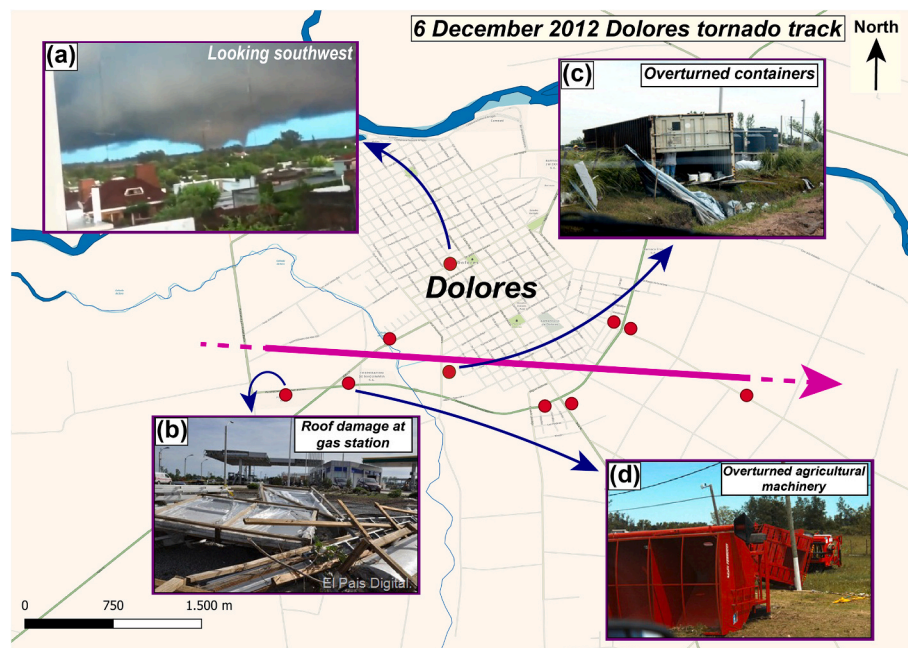 6 December 2012 Dolores tornado track
North
(a)
Looking southwest
(c)
Overturned containers
Dolores
(b)
Roof damage at
gas station
El Pais Digital.
(d)
Overturned agricultural
machinery
0 750 1.500 m